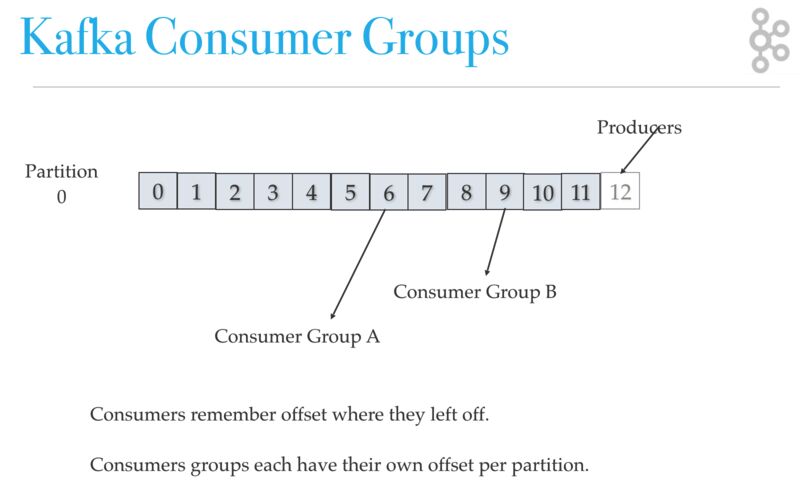 Kafka Consumer Groups
Producers
Partition
0
0 1 2 3 4 5 6 7 8 9 10 11 12
Consumer Group B
Consumer Group A
Consumers remember offset where they left off.
Consumers groups each have their own offset per partition.